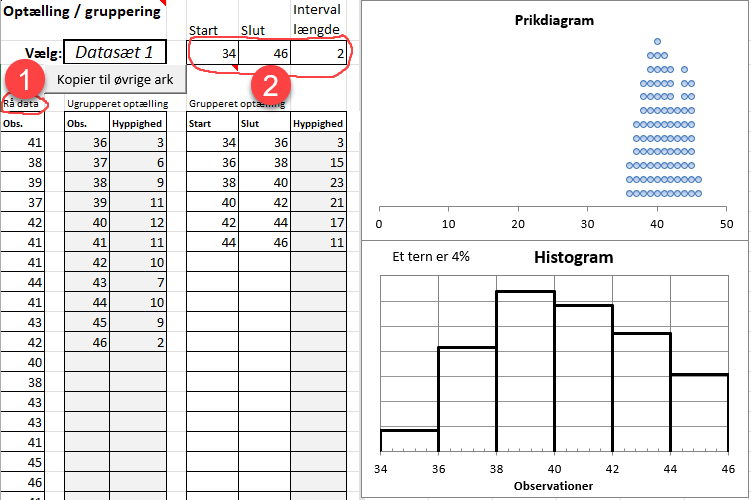 Optælling / gruppering
Start
Slut
Interval
længde
Vælg:
Datasæt 1
34
46
2
1
Kopier til øvrige ark
2
Rå data
Ugrupperet optælling
Grupperet optælling
Obs.
Obs. Hyppighed
Start Slut Hyppighed
41 36 3 34 36 3
38 37 6 36 38 15
39 38 9 38 40 23
37 39 11 40 42 21
42 40 12 42 44 17
41 41 11 44 46 11
41 42 10
44 43 7
41 44 10
43 45 9
42 46 2
40
38
43
43
41
45
46
41
Prikdiagram
0 10 20 30 40 50
Et tern er 4%
Histogram
34 36 38 40 42 44 46
Observationer